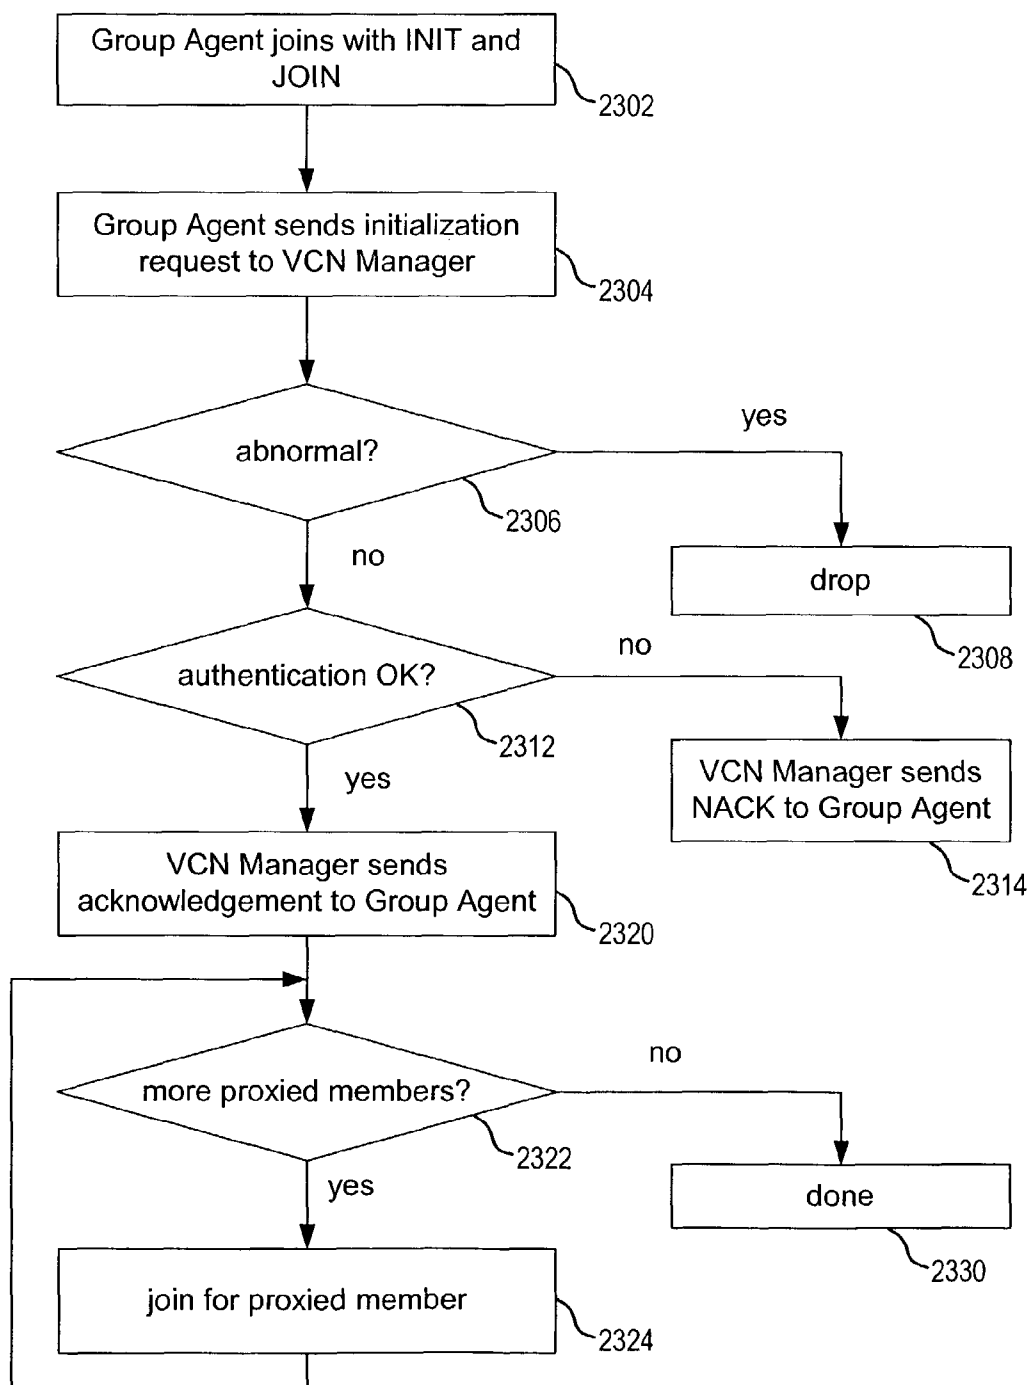 Group Agent joins with INIT and
JOIN
2302
Group Agent sends initialization
request to VCN Manager
2304
abnormal?
yes
2306
no
drop
2308
authentication OK?
no
2312
yes
VCN Manager sends
NACK to Group Agent
2314
VCN Manager sends
acknowledgement to Group Agent
2320
more proxied members?
no
2322
yes
done
2330
join for proxied member
2324